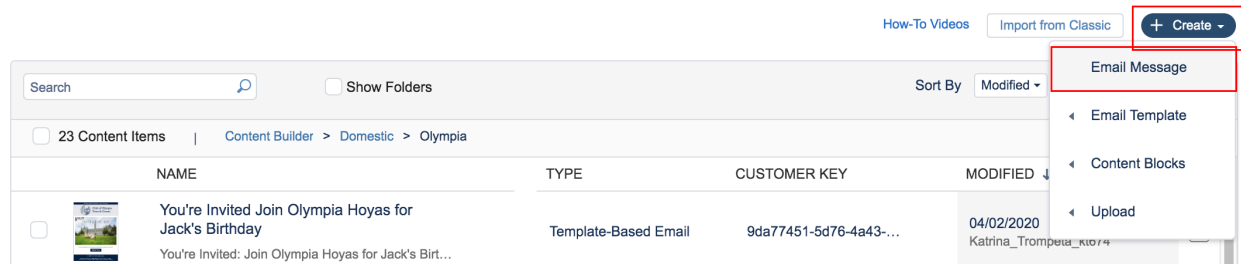 How-To Videos Import from Classic + Create
Email Message
Search Show Folders Sort By Modified
Email Template
23 Content Items | Content Builder > Domestic > Olympia
Content Blocks
NAME TYPE CUSTOMER KEY MODIFIED ↓
Upload
You're Invited Join Olympia Hoyas for
Jack's Birthday
Template-Based Email 9da77451-5d76-4a43-... 04/02/2020
Katrina_Trompeta_kt674
You're Invited: Join Olympia Hoyas for Jack's Birt...